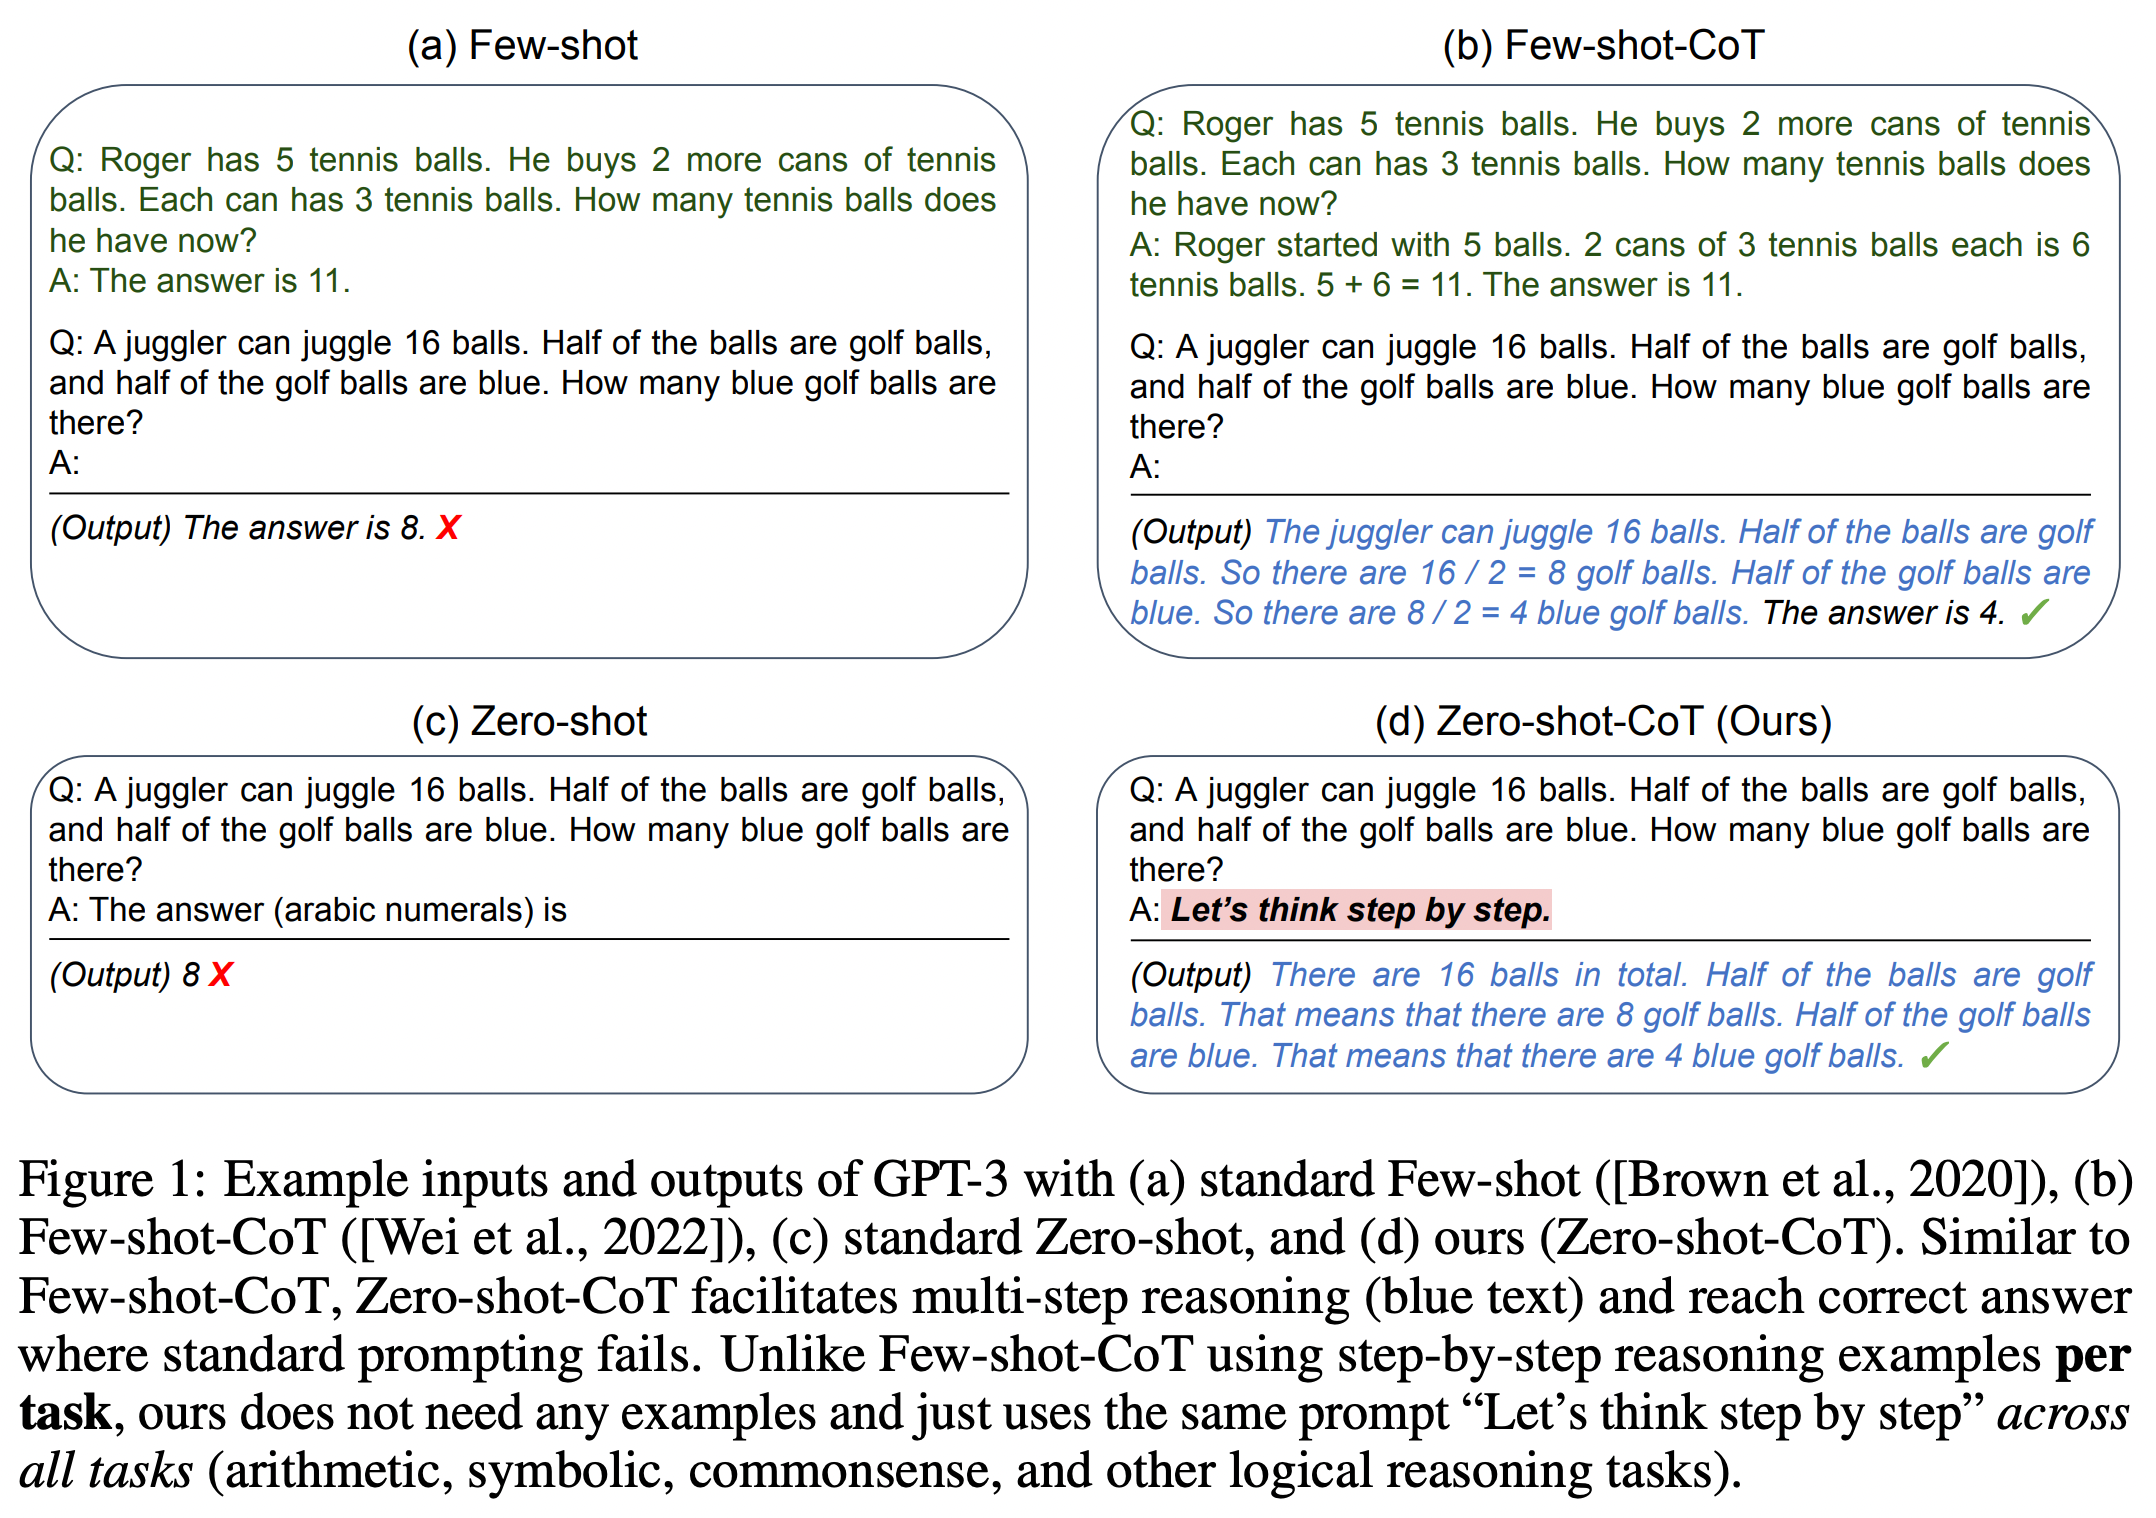 (a) Few-shot
Q: Roger has 5 tennis balls. He buys 2 more cans of tennis
balls. Each can has 3 tennis balls. How many tennis balls does
he have now?
A: The answer is 11.
Q: A juggler can juggle 16 balls. Half of the balls are golf balls,
and half of the golf balls are blue. How many blue golf balls are
there?
A:
(Output) The answer is 8. X
(b) Few-shot-CoT
Q: Roger has 5 tennis balls. He buys 2 more cans of tennis
balls. Each can has 3 tennis balls. How many tennis balls does
he have now?
A: Roger started with 5 balls. 2 cans of 3 tennis balls each is 6
tennis balls. 5 + 6 = 11. The answer is 11.
Q: A juggler can juggle 16 balls. Half of the balls are golf balls,
and half of the golf balls are blue. How many blue golf balls are
there?
A:
(Output) The juggler can juggle 16 balls. Half of the balls are golf
balls. So there are 16 / 2 = 8 golf balls. Half of the golf balls are
blue. So there are 8 / 2 = 4 blue golf balls. The answer is 4. ✓
(c) Zero-shot
Q: A juggler can juggle 16 balls. Half of the balls are golf balls,
and half of the golf balls are blue. How many blue golf balls are
there?
A: The answer (arabic numerals) is
(Output) 8 X
(d) Zero-shot-CoT (Ours)
Q: A juggler can juggle 16 balls. Half of the balls are golf balls,
and half of the golf balls are blue. How many blue golf balls are
there?
A: Let’s think step by step.
(Output) There are 16 balls in total. Half of the balls are golf
balls. That means that there are 8 golf balls. Half of the golf balls
are blue. That means that there are 4 blue golf balls. ✓
Figure 1: Example inputs and outputs of GPT-3 with (a) standard Few-shot ([Brown et al., 2020]), (b)
Few-shot-CoT ([Wei et al., 2022]), (c) standard Zero-shot, and (d) ours (Zero-shot-CoT). Similar to
Few-shot-CoT, Zero-shot-CoT facilitates multi-step reasoning (blue text) and reach correct answer
where standard prompting fails. Unlike Few-shot-CoT using step-by-step reasoning examples per
task, ours does not need any examples and just uses the same prompt “Let’s think step by step” across
all tasks (arithmetic, symbolic, commonsense, and other logical reasoning tasks).